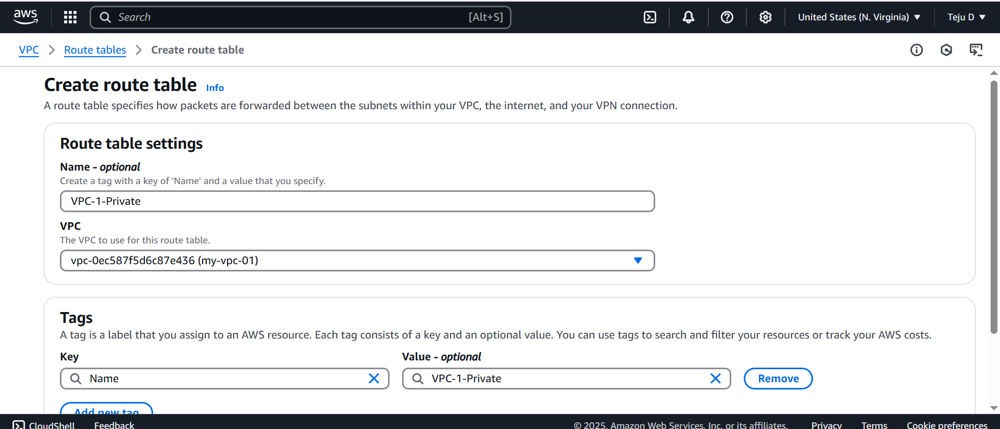 aws Search [Alt+S] United States (N. Virginia) Teju D
VPC Route tables Create route table
Create route table Info
A route table specifies how packets are forwarded between the subnets within your VPC, the internet, and your VPN connection.
Route table settings
Name - optional
Create a tag with a key of 'Name' and a value that you specify.
VPC-1-Private
VPC
The VPC to use for this route table.
vpc-0ec587f5d6c87e436 (my-vpc-01)
Tags
A tag is a label that you assign to an AWS resource. Each tag consists of a key and an optional value. You can use tags to search and filter your resources or track your AWS costs.
Key Value - optional
Name VPC-1-Private Remove
Add new tag
CloudShell Feedback © 2025, Amazon Web Services, Inc. or its affiliates. Privacy Terms Cookie preferences